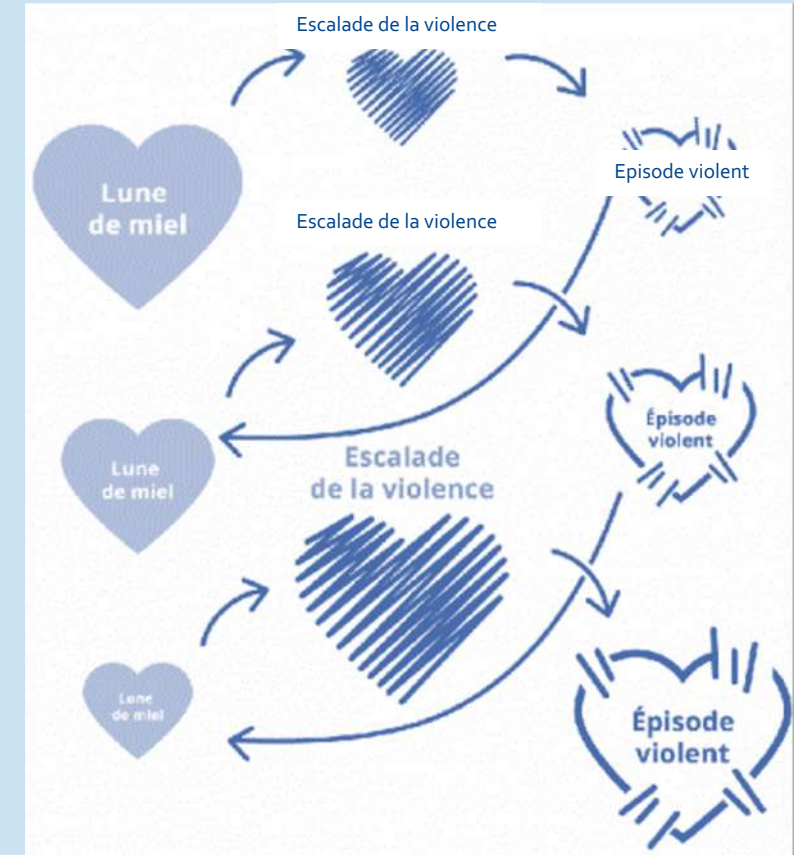 Escalade de la violence
Lune
de miel
Episode violent
Escalade de la violence
Lune
de miel
Épisode
violent
Escalade
de la violence
Lune
de miel
Épisode
violent